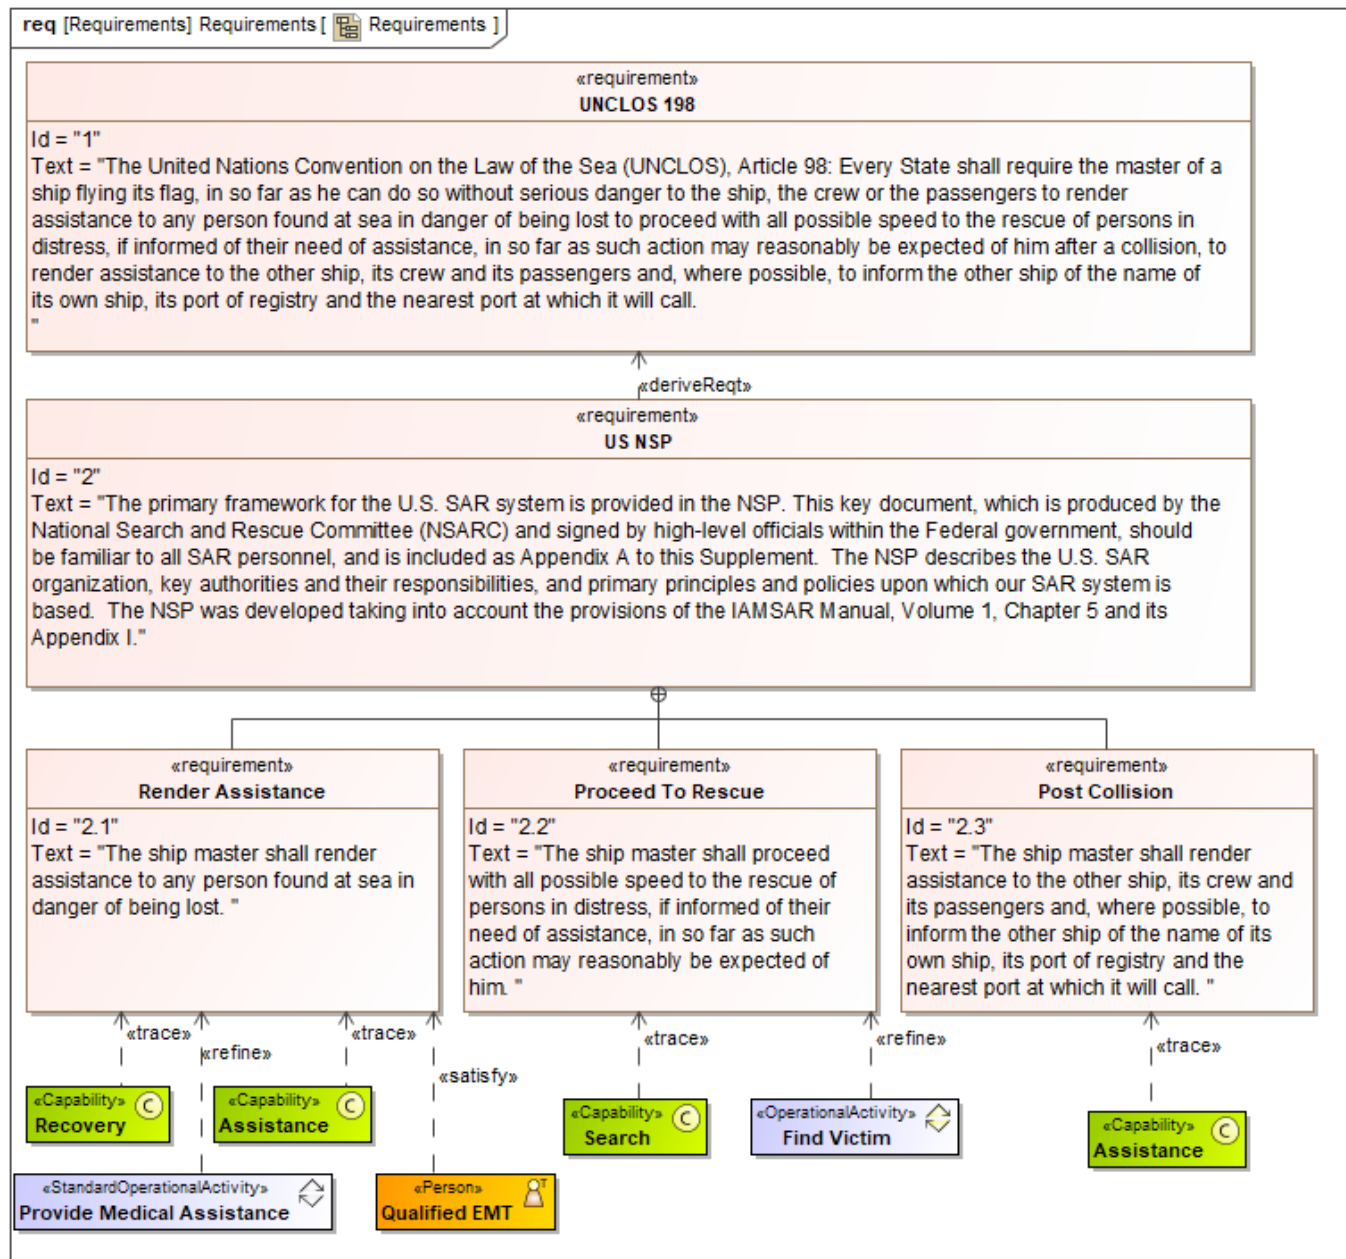 req [Requirements] Requirements [ Requirements ]
«requirement»
UNCLOS 198
Id = "1"
Text = "The United Nations Convention on the Law of the Sea (UNCLOS), Article 98: Every State shall require the master of a
ship flying its flag, in so far as he can do so without serious danger to the ship, the crew or the passengers to render
assistance to any person found at sea in danger of being lost to proceed with all possible speed to the rescue of persons in
distress, if informed of their need of assistance, in so far as such action may reasonably be expected of him after a collision, to
render assistance to the other ship, its crew and its passengers and, where possible, to inform the other ship of the name of
its own ship, its port of registry and the nearest port at which it will call.
"
«deriveReqt»
«requirement»
US NSP
Id = "2"
Text = "The primary framework for the U.S. SAR system is provided in the NSP. This key document, which is produced by the
National Search and Rescue Committee (NSARC) and signed by high-level officials within the Federal government, should
be familiar to all SAR personnel, and is included as Appendix A to this Supplement.  The NSP describes the U.S. SAR
organization, key authorities and their responsibilities, and primary principles and policies upon which our SAR system is
based.  The NSP was developed taking into account the provisions of the IAMSAR Manual, Volume 1, Chapter 5 and its
Appendix I."
«requirement»
Render Assistance
Id = "2.1"
Text = "The ship master shall render
assistance to any person found at sea in
danger of being lost. "
«requirement»
Proceed To Rescue
Id = "2.2"
Text = "The ship master shall proceed
with all possible speed to the rescue of
persons in distress, if informed of their
need of assistance, in so far as such
action may reasonably be expected of
him. "
«requirement»
Post Collision
Id = "2.3"
Text = "The ship master shall render
assistance to the other ship, its crew and
its passengers and, where possible, to
inform the other ship of the name of its
own ship, its port of registry and the
nearest port at which it will call. "
«trace»
«refine»
«trace»
«satisfy»
«trace»
«refine»
«trace»
«Capability» C
Recovery
«Capability» C
Assistance
«Capability» C
Search
«OperationalActivity»
Find Victim
«Capability» C
Assistance
«StandardOperationalActivity»
Provide Medical Assistance
«Person» T
Qualified EMT